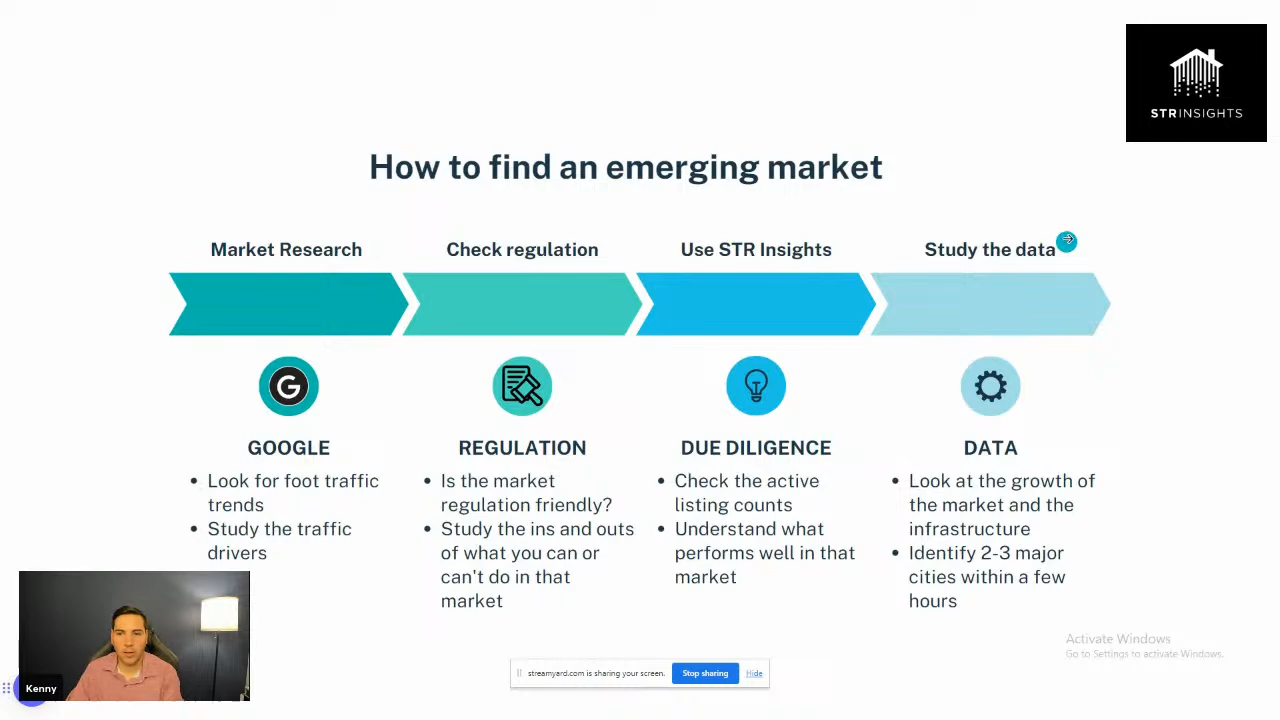 STRINSIGHTS
How to find an emerging market
Market Research
Check regulation
Use STR Insights
Study the data
G
GOOGLE
Look for foot traffic
trends
Study the traffic
drivers
REGULATION
Is the market
regulation friendly?
Study the ins and outs
of what you can or
can't do in that
market
DUE DILIGENCE
Check the active
listing counts
Understand what
performs well in that
market
DATA
Look at the growth of
the market and the
infrastructure
Identify 2-3 major
cities within a few
hours
Activate Windows
Go to Settings to activate Windows.
streamyard.com is sharing your screen.
Stop sharing
Hide
Kenny